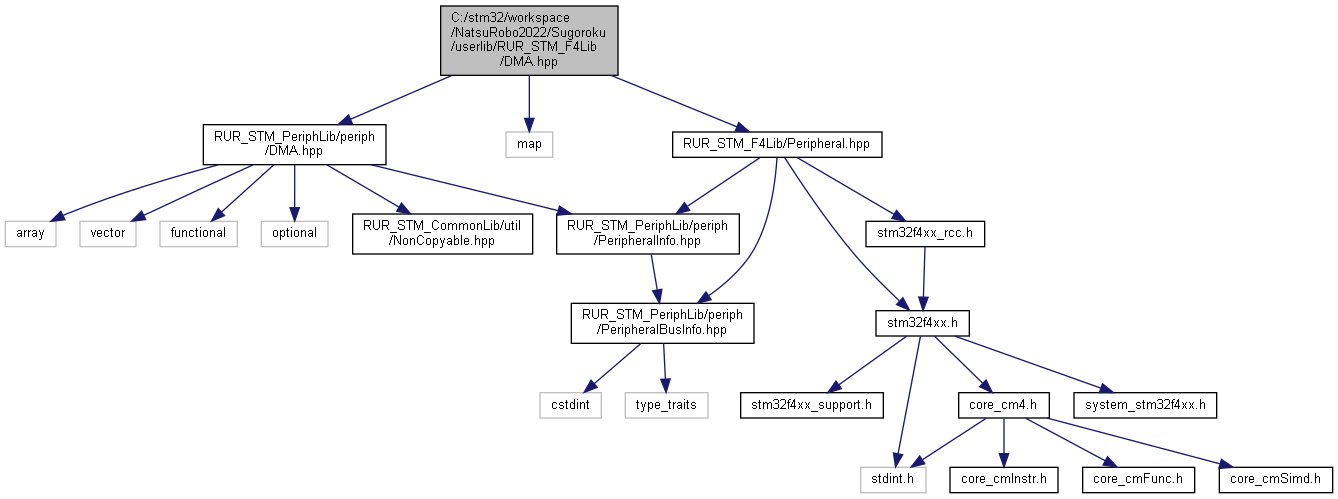 C:/stm32/workspace
/NatsuRobo2022/Sugoroku
/userlib/RUR_STM_F4Lib
/DMA.hpp
RUR_STM_PeriphLib/periph
/DMA.hpp
map
RUR_STM_F4Lib/Peripheral.hpp
array
vector
functional
optional
RUR_STM_CommonLib/util
/NonCopyable.hpp
RUR_STM_PeriphLib/periph
/PeripheralInfo.hpp
stm32f4xx_rcc.h
RUR_STM_PeriphLib/periph
/PeripheralBusInfo.hpp
stm32f4xx.h
cstdint
type_traits
stm32f4xx_support.h
core_cm4.h
system_stm32f4xx.h
stdint.h
core_cmInstr.h
core_cmFunc.h
core_cmSimd.h